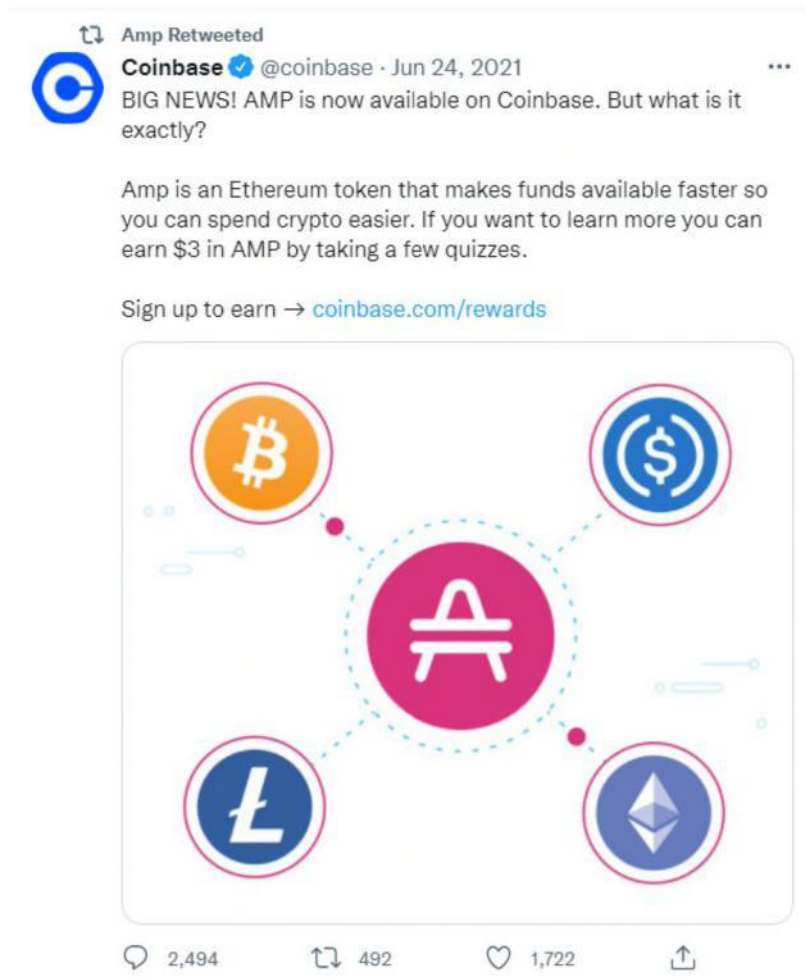 Amp Retweeted
Coinbase @coinbase · Jun 24, 2021
BIG NEWS! AMP is now available on Coinbase. But what is it
exactly?
Amp is an Ethereum token that makes funds available faster so
you can spend crypto easier. If you want to learn more you can
earn $3 in AMP by taking a few quizzes.
Sign up to earn → coinbase.com/rewards
2,494 492 1,722